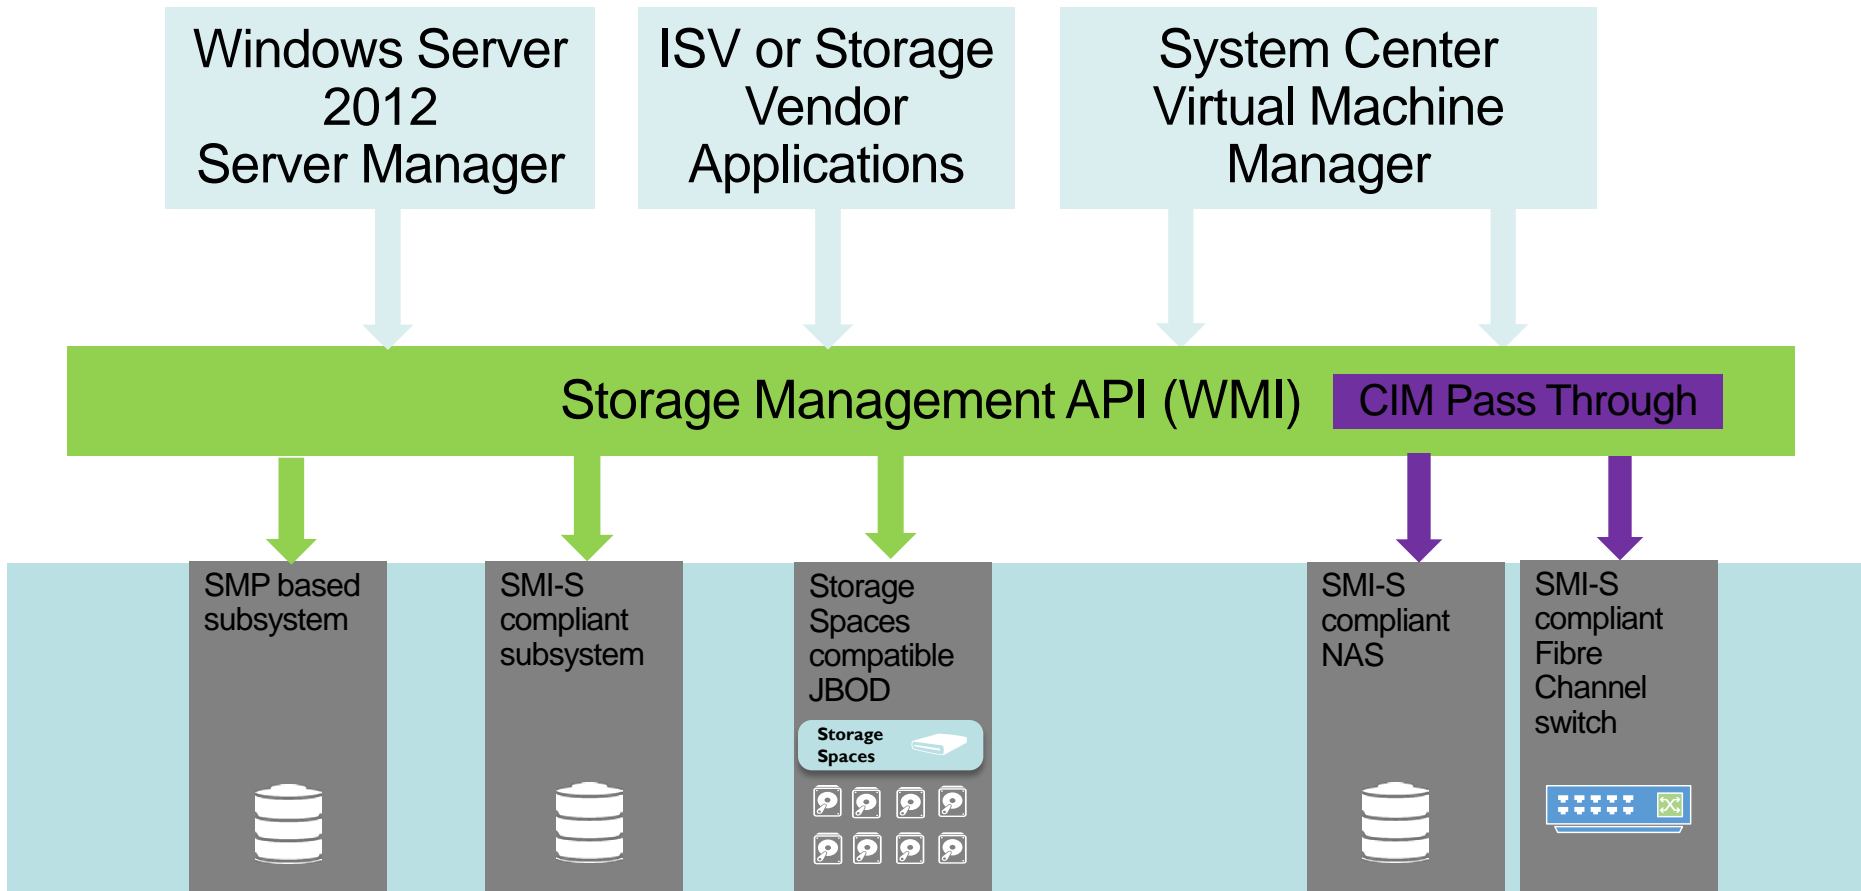 Windows Server
2012
Server Manager
ISV or Storage
Vendor
Applications
System Center
Virtual Machine
Manager
Storage Management API (WMI)
CIM Pass Through
SMP based
subsystem
SMI-S
compliant
subsystem
Storage
Spaces
compatible
JBOD
Storage
Spaces
SMI-S
compliant
NAS
SMI-S
compliant
Fibre
Channel
switch